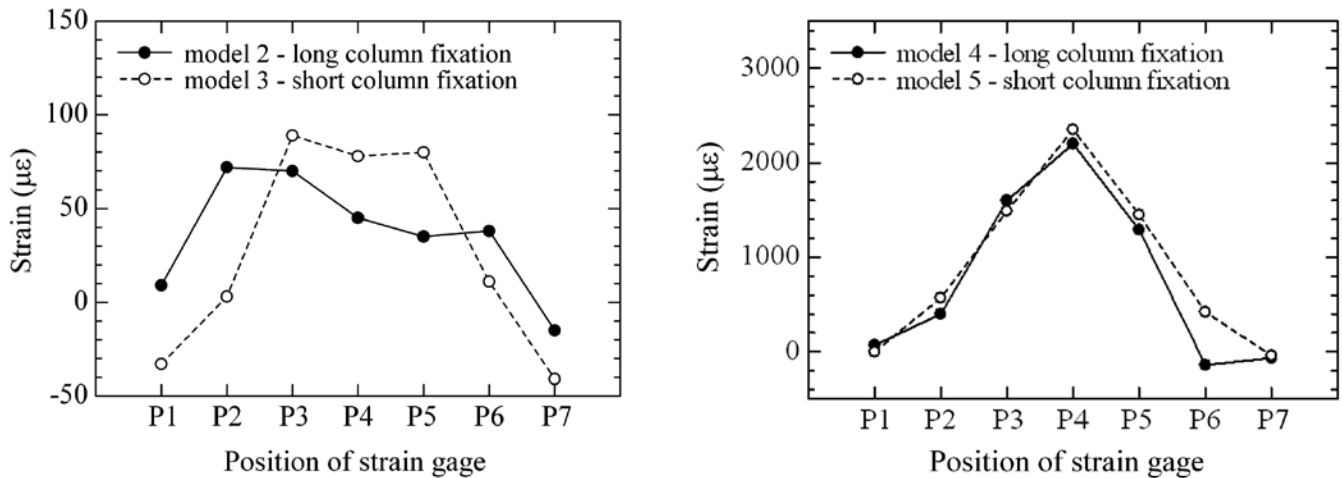 150
100
50
0
-50
Strain (με)
model 2 - long column fixation
model 3 - short column fixation
P1 P2 P3 P4 P5 P6 P7
Position of strain gage
3000
2000
1000
0
Strain (με)
model 4 - long column fixation
model 5 - short column fixation
P1 P2 P3 P4 P5 P6 P7
Position of strain gage